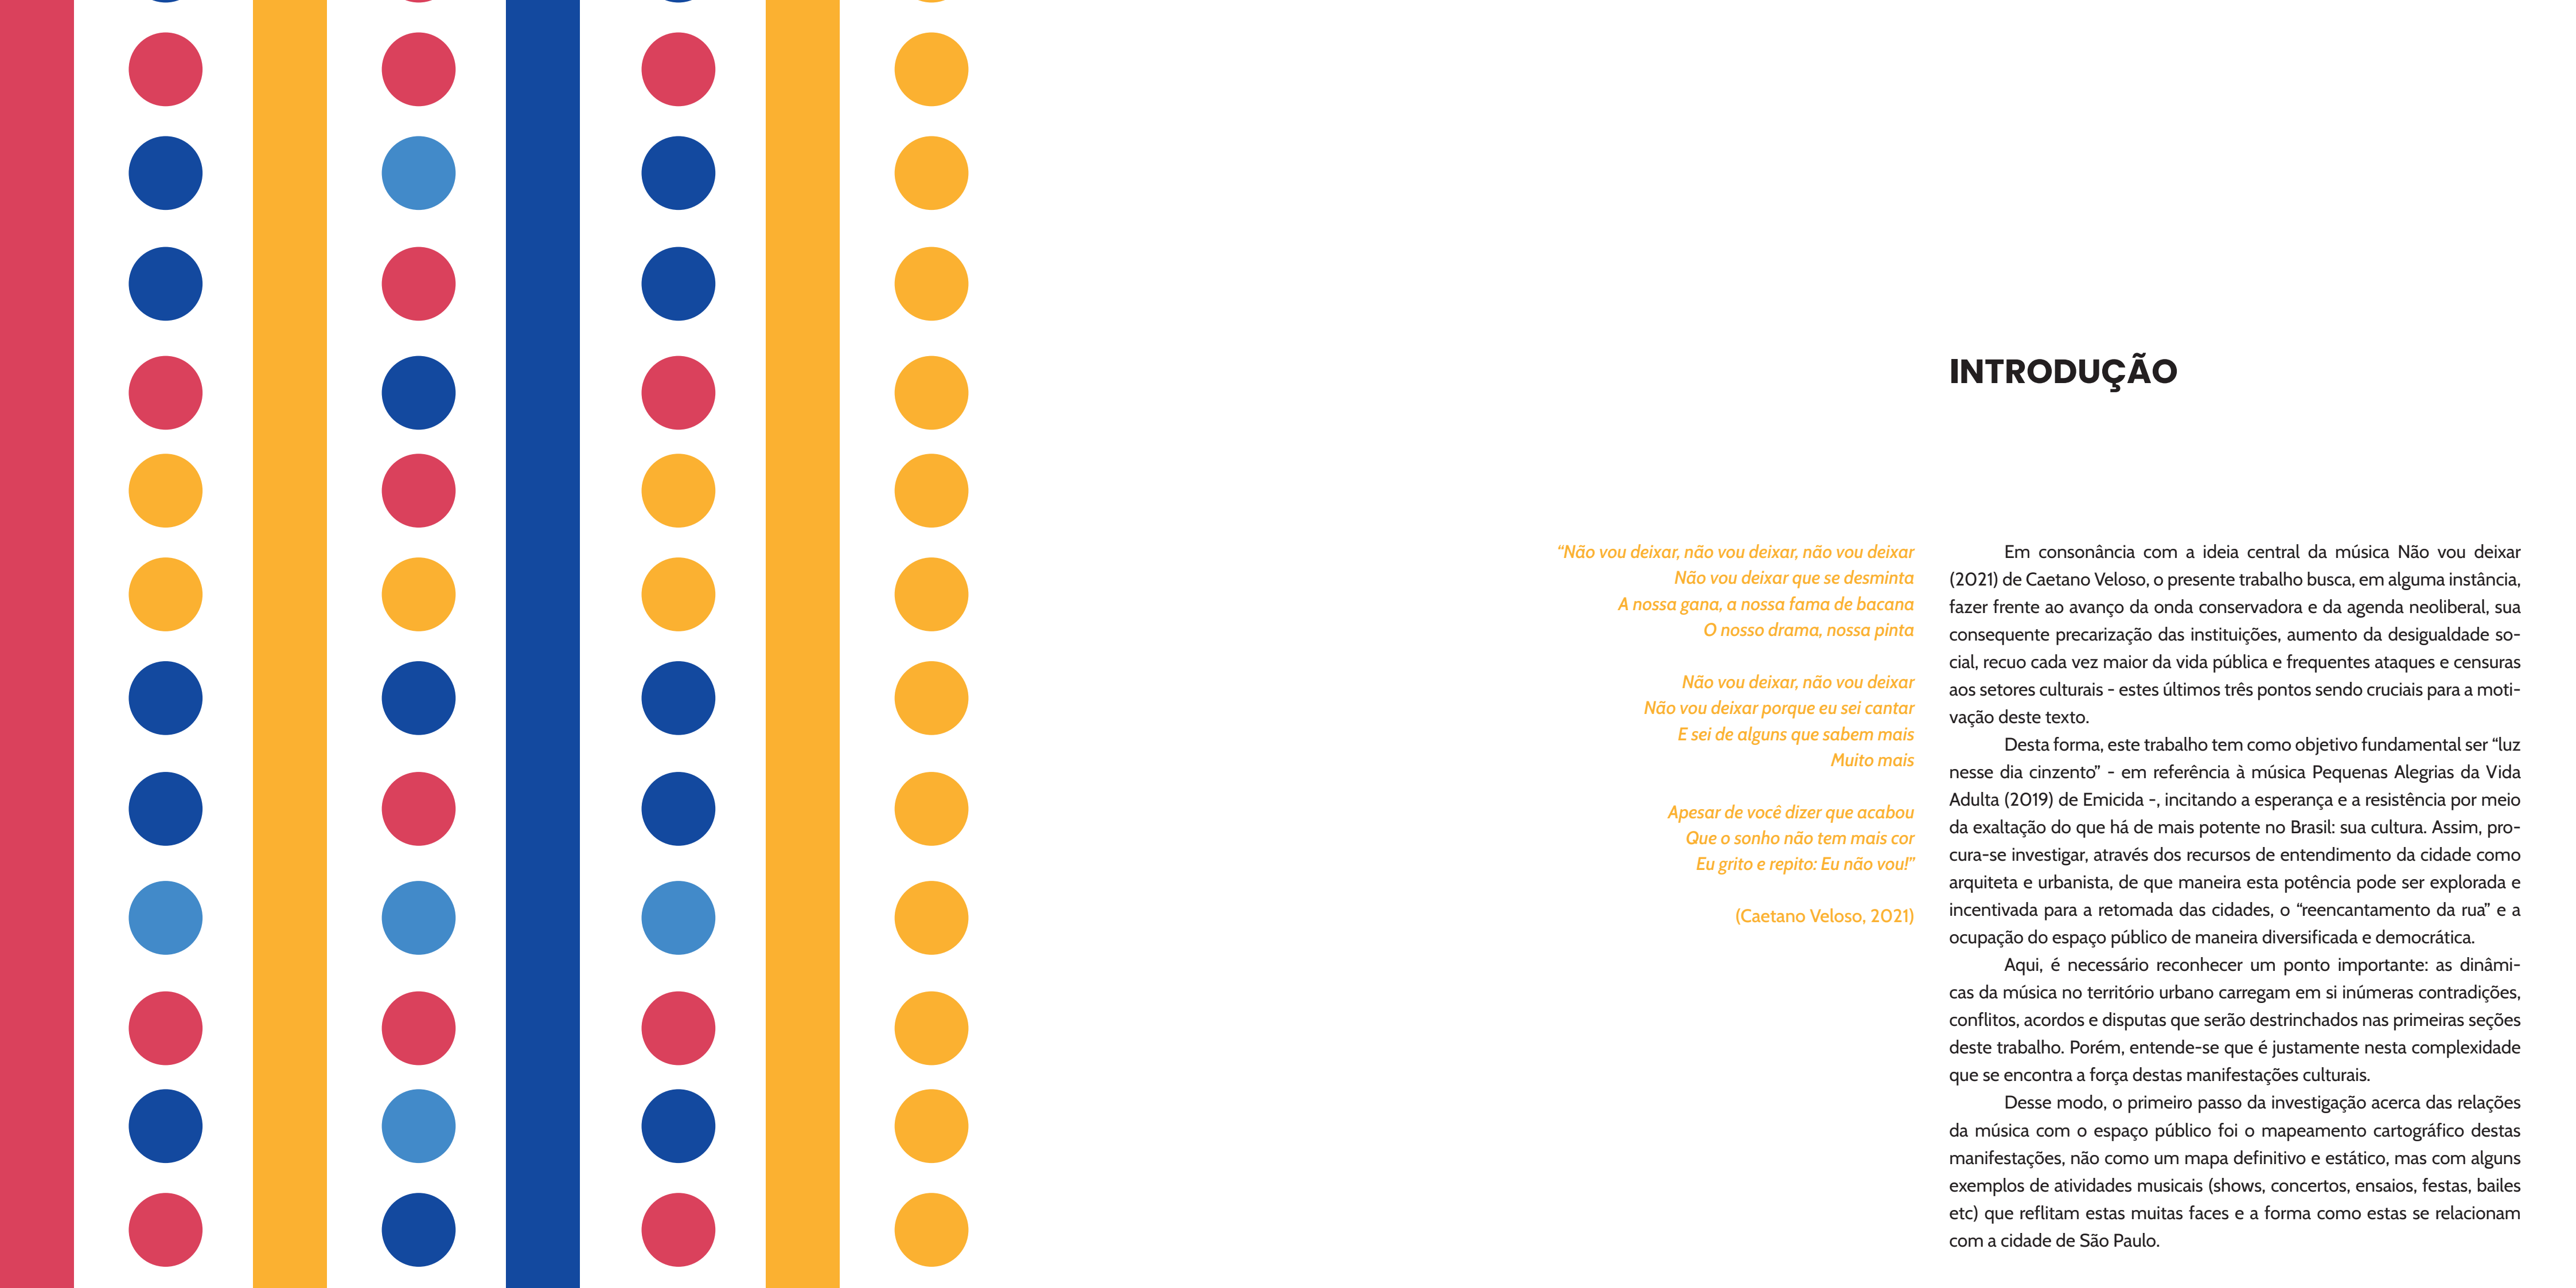 INTRODUÇÃO
“Não vou deixar, não vou deixar, não vou deixar
Não vou deixar que se desminta
A nossa gana, a nossa fama de bacana
O nosso drama, nossa pinta
Não vou deixar, não vou deixar
Não vou deixar porque eu sei cantar
E sei de alguns que sabem mais
Muito mais
Apesar de você dizer que acabou
Que o sonho não tem mais cor
Eu grito e repito: Eu não vou!”
(Caetano Veloso, 2021)
Em consonância com a ideia central da música Não vou deixar
(2021) de Caetano Veloso, o presente trabalho busca, em alguma instância,
fazer frente ao avanço da onda conservadora e da agenda neoliberal, sua
consequente precarização das instituições, aumento da desigualdade so-
cial, recuo cada vez maior da vida pública e frequentes ataques e censuras
aos setores culturais - estes últimos três pontos sendo cruciais para a moti-
vação deste texto.
Desta forma, este trabalho tem como objetivo fundamental ser “luz
nesse dia cinzento” - em referência à música Pequenas Alegrias da Vida
Adulta (2019) de Emicida -, incitando a esperança e a resistência por meio
da exaltação do que há de mais potente no Brasil: sua cultura. Assim, pro-
cura-se investigar, através dos recursos de entendimento da cidade como
arquiteta e urbanista, de que maneira esta potência pode ser explorada e
incentivada para a retomada das cidades, o “reencantamento da rua” e a
ocupação do espaço público de maneira diversificada e democrática.
Aqui, é necessário reconhecer um ponto importante: as dinâmi-
cas da música no território urbano carregam em si inúmeras contradições,
conflitos, acordos e disputas que serão destrinchados nas primeiras seções
deste trabalho. Porém, entende-se que é justamente nesta complexidade
que se encontra a força destas manifestações culturais.
Desse modo, o primeiro passo da investigação acerca das relações
da música com o espaço público foi o mapeamento cartográfico destas
manifestações, não como um mapa definitivo e estático, mas com alguns
exemplos de atividades musicais (shows, concertos, ensaios, festas, bailes
etc) que reflitam estas muitas faces e a forma como estas se relacionam
com a cidade de São Paulo.